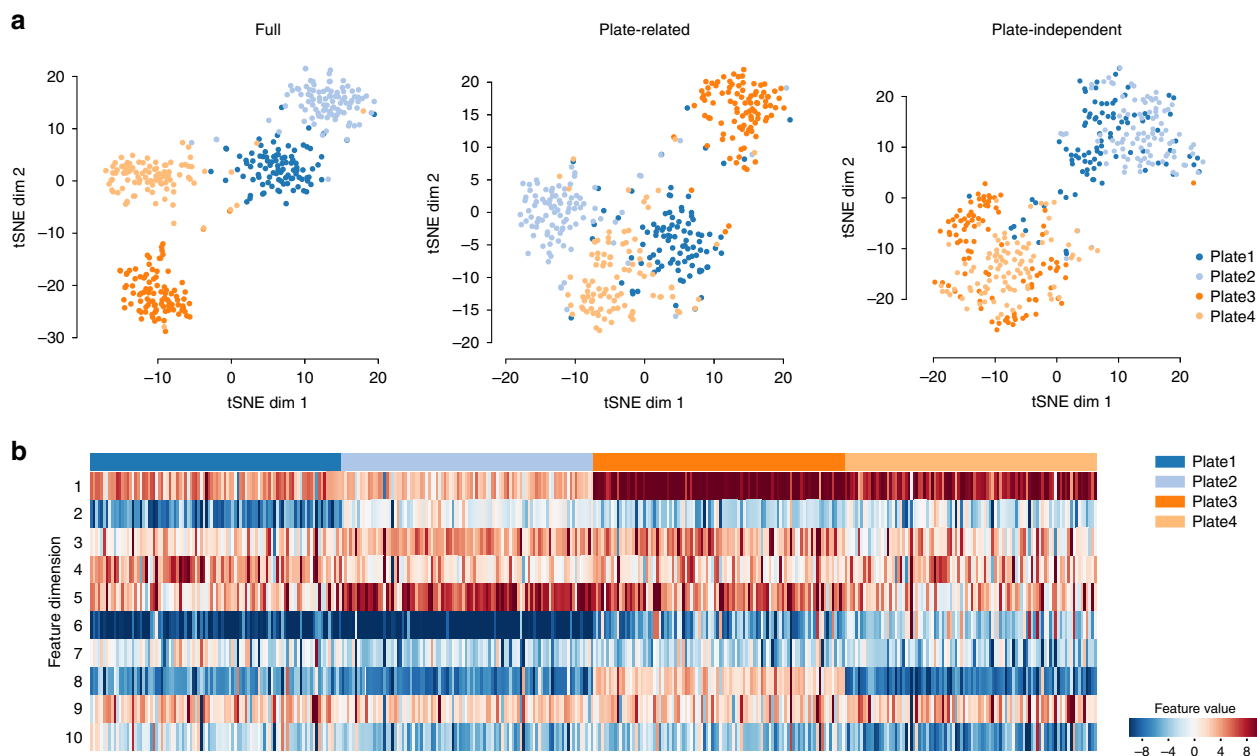 a
Full
Plate-related
Plate-independent
20
10
0
–10
–20
–30
tSNE dim 2
–10
0
10
20
tSNE dim 1
20
15
10
5
0
–5
–10
–15
–20
tSNE dim 2
–20
–10
0
10
20
tSNE dim 1
20
10
0
–10
–20
tSNE dim 2
–20
–10
0
10
20
tSNE dim 1
Plate1
Plate2
Plate3
Plate4
b
Feature dimension
1
2
3
4
5
6
7
8
9
10
Plate1
Plate2
Plate3
Plate4
Feature value
–8 –4 0 4 8